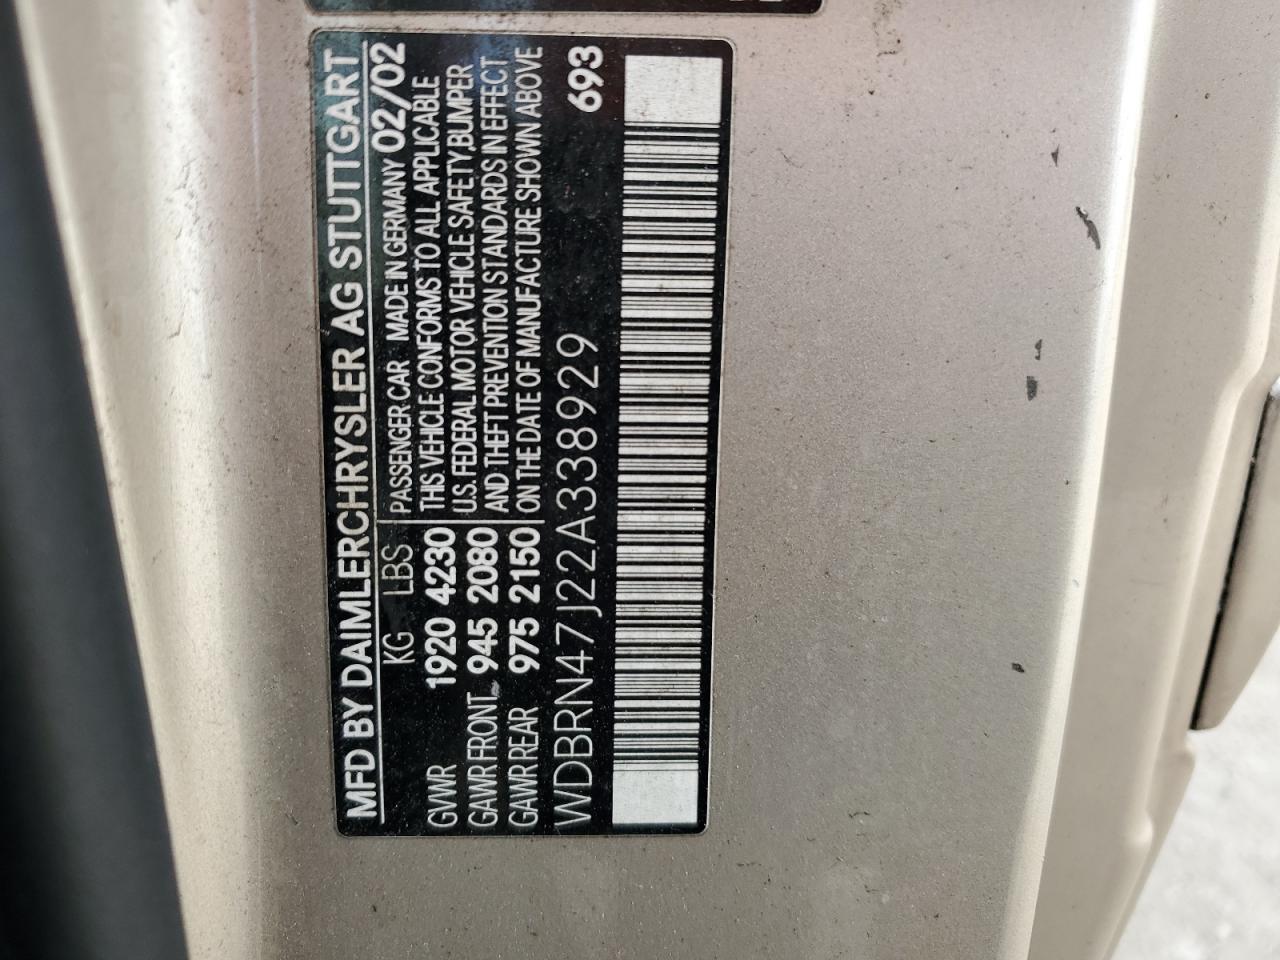 MFD BY DAIMLERCHRYSLER AG STUTTGART
KG LBS PASSENGER CAR MADE IN GERMANY 02/02
GVWR 1920 4230 THIS VEHICLE CONFORMS TO ALL APPLICABLE
GAWR FRONT 945 2080 U.S. FEDERAL MOTOR VEHICLE SAFETY,BUMPER
GAWR REAR 975 2150 AND THEFT PREVENTION STANDARDS IN EFFECT
ON THE DATE OF MANUFACTURE SHOWN ABOVE
WDBRN47J22A338929 693